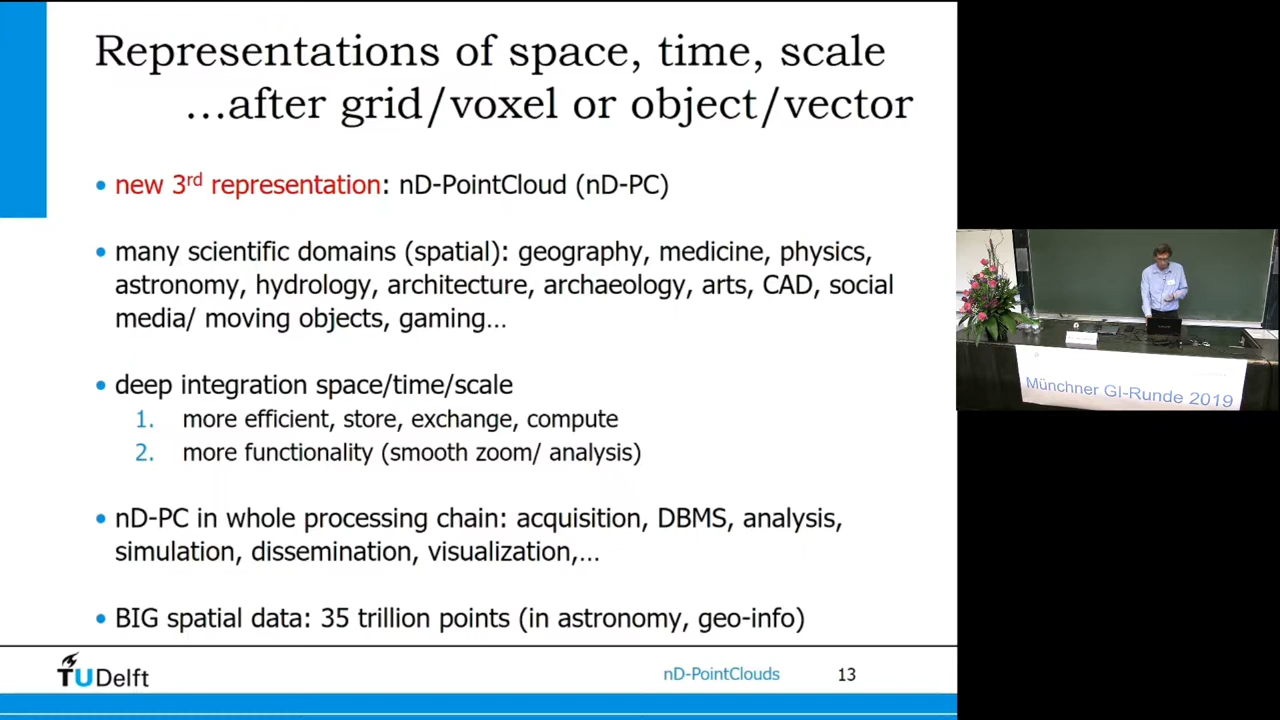 Representations of space, time, scale
…after grid/voxel or object/vector
• new 3rd representation: nD-PointCloud (nD-PC)
• many scientific domains (spatial): geography, medicine, physics,
astronomy, hydrology, architecture, archaeology, arts, CAD, social
media/ moving objects, gaming…
• deep integration space/time/scale
1. more efficient, store, exchange, compute
2. more functionality (smooth zoom/ analysis)
• nD-PC in whole processing chain: acquisition, DBMS, analysis,
simulation, dissemination, visualization,…
• BIG spatial data: 35 trillion points (in astronomy, geo-info)
TUDelft
nD-PointClouds
13
Münchner GI-Runde 2019